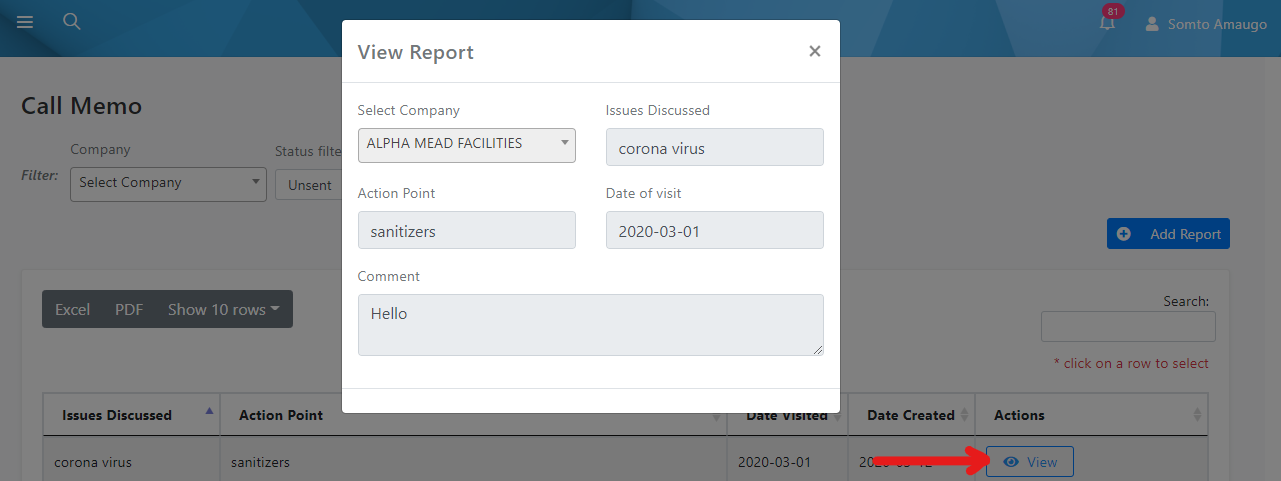 81
Somto Amaugo
View Report
×
Call Memo
Select Company
Issues Discussed
ALPHA MEAD FACILITIES
corona virus
Company
Filter:
Select Company
Unsent
Action Point
Date of visit
sanitizers
2020-03-01
Add Report
Comment
Hello
Excel PDF Show 10 rows
Search:
* click on a row to select
Issues Discussed Action Point Date Visited Date Created Actions
corona virus sanitizers 2020-03-01 View